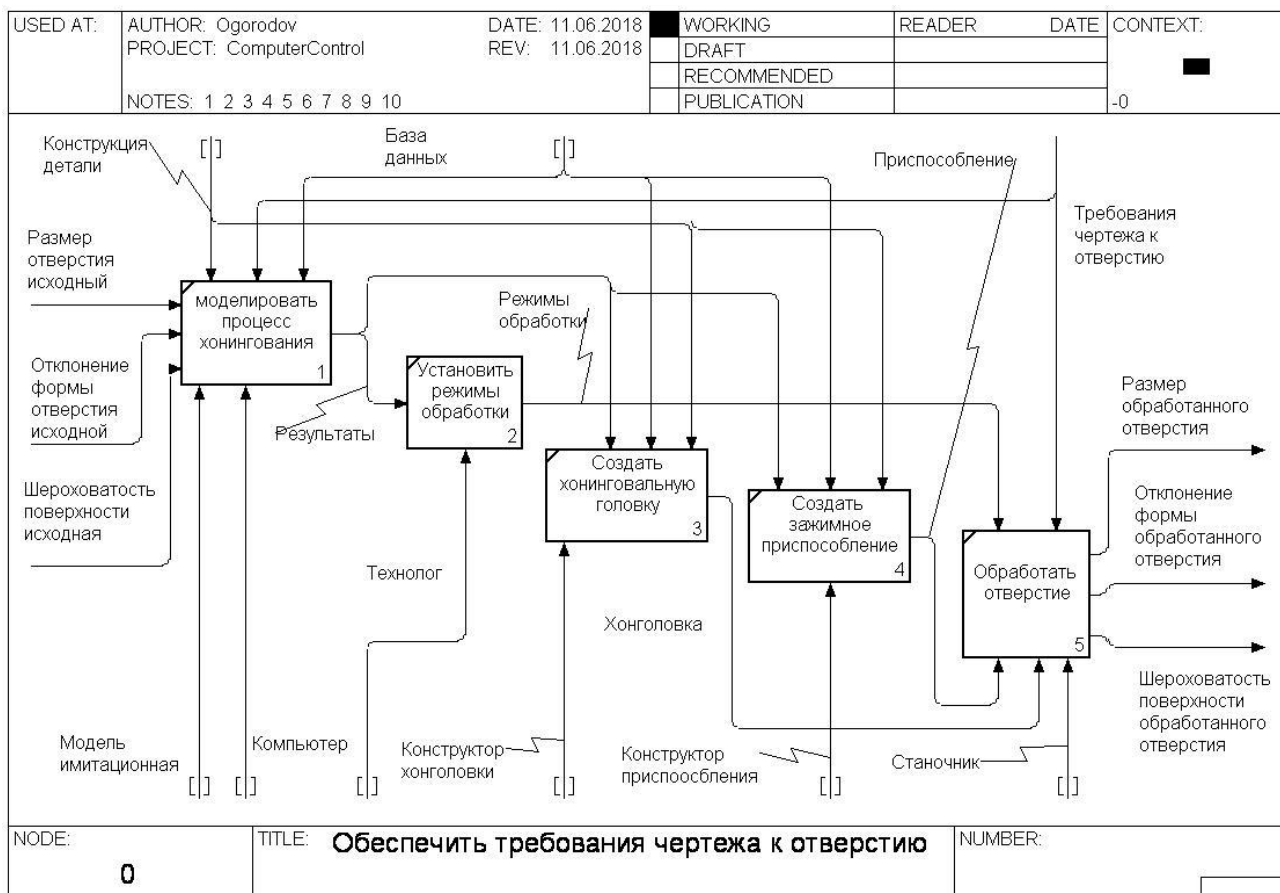 USED AT:
AUTHOR: Ogorodov
DATE: 11.06.2018
PROJECT: ComputerControl
REV: 11.06.2018
NOTES: 1 2 3 4 5 6 7 8 9 10
WORKING
DRAFT
RECOMMENDED
PUBLICATION
READER
DATE
CONTEXT:
-0
Конструкция
детали
База
данных
Приспособление
Требования
чертежа к
отверстию
Размер
отверстия
исходный
моделировать
процесс
хонингования
1
Режимы
обработки
Отклонение
формы
отверстия
исходной
Установить
режимы
обработки
2
Результаты
Размер
обработанного
отверстия
Шероховатость
поверхности
исходная
Создать
хонинговальную
головку
3
Создать
зажимное
приспособление
4
Отклонение
формы
обработанного
отверстия
Обработать
отверстие
5
Технолог
Хонголовка
Шероховатость
поверхности
обработанного
отверстия
Модель
имитационная
Компьютер
Конструктор
хонголовки
Конструктор
приспоосбления
Станочник
NODE:
0
TITLE:
Обеспечить требования чертежа к отверстию
NUMBER: